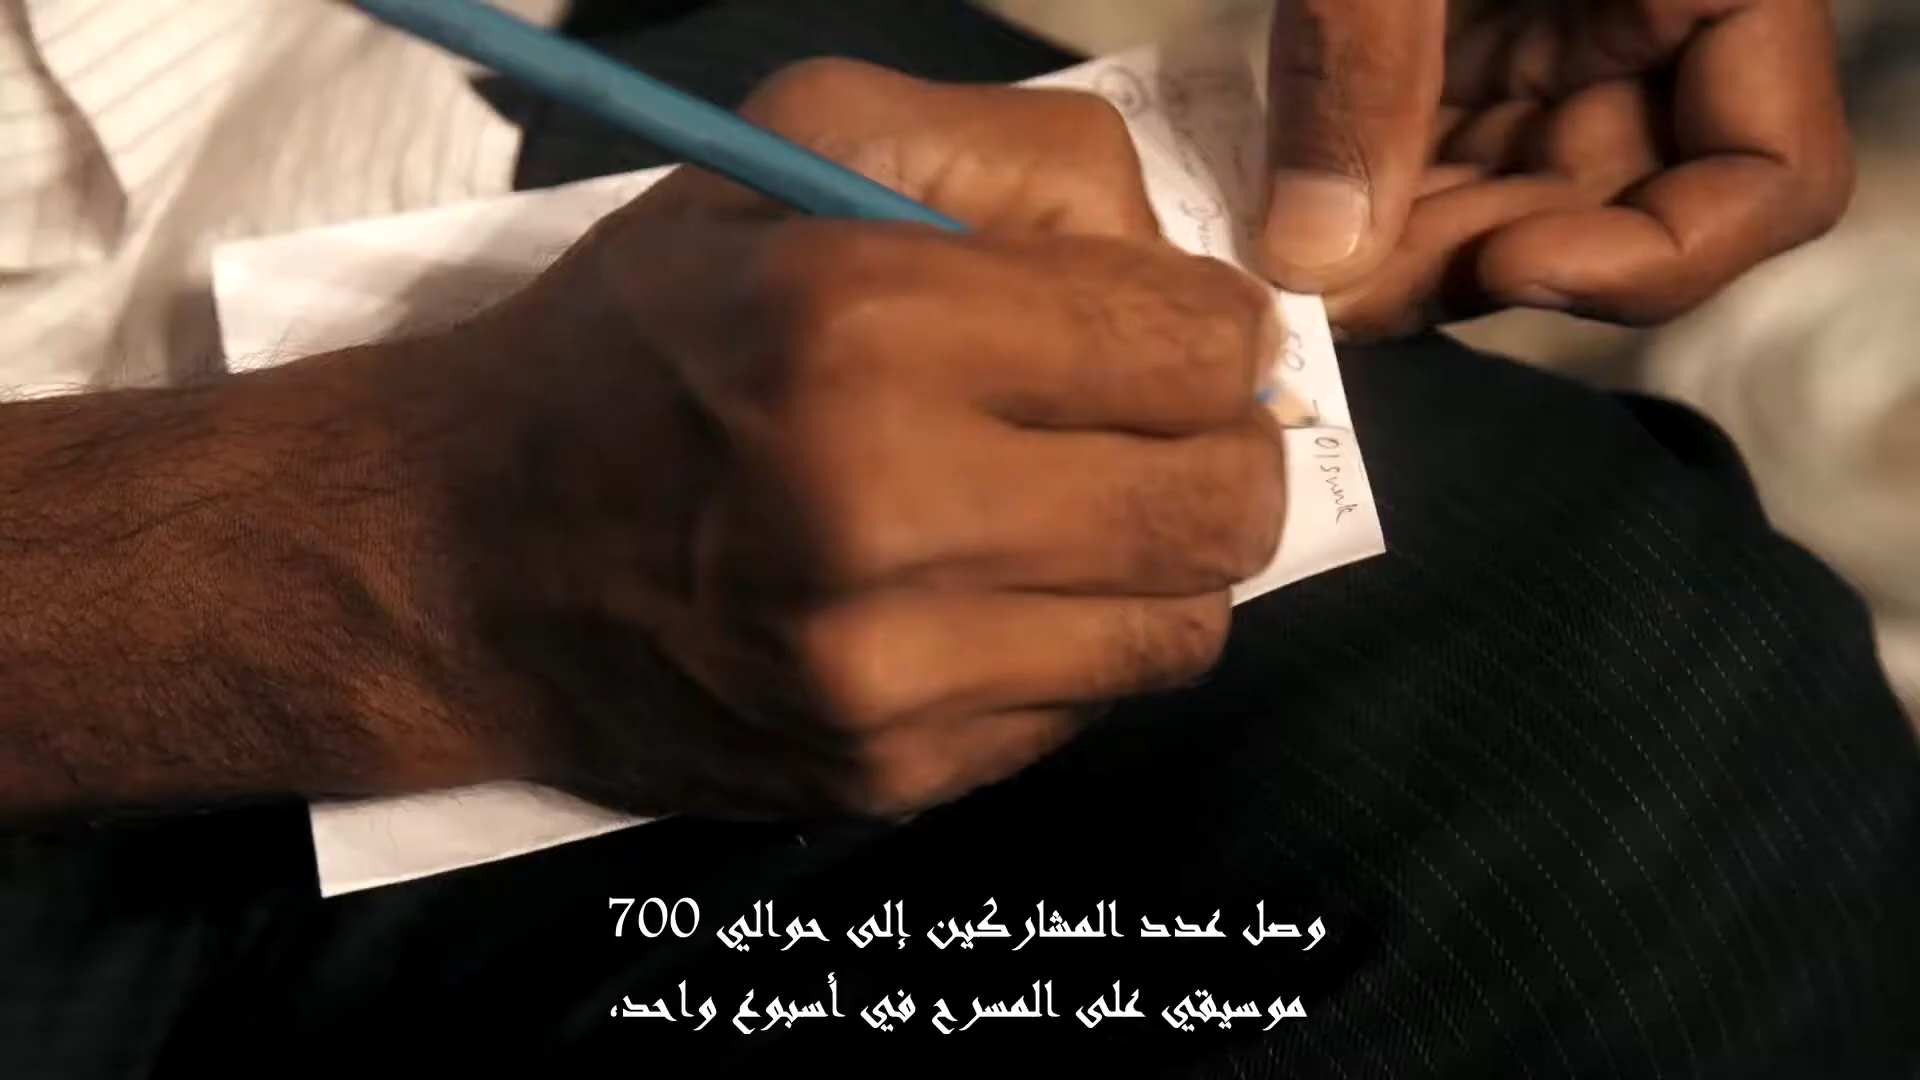 وصل عدد المشاركين إلى حوالي 700
موسيقي على المسرح في أسبوع واحد،